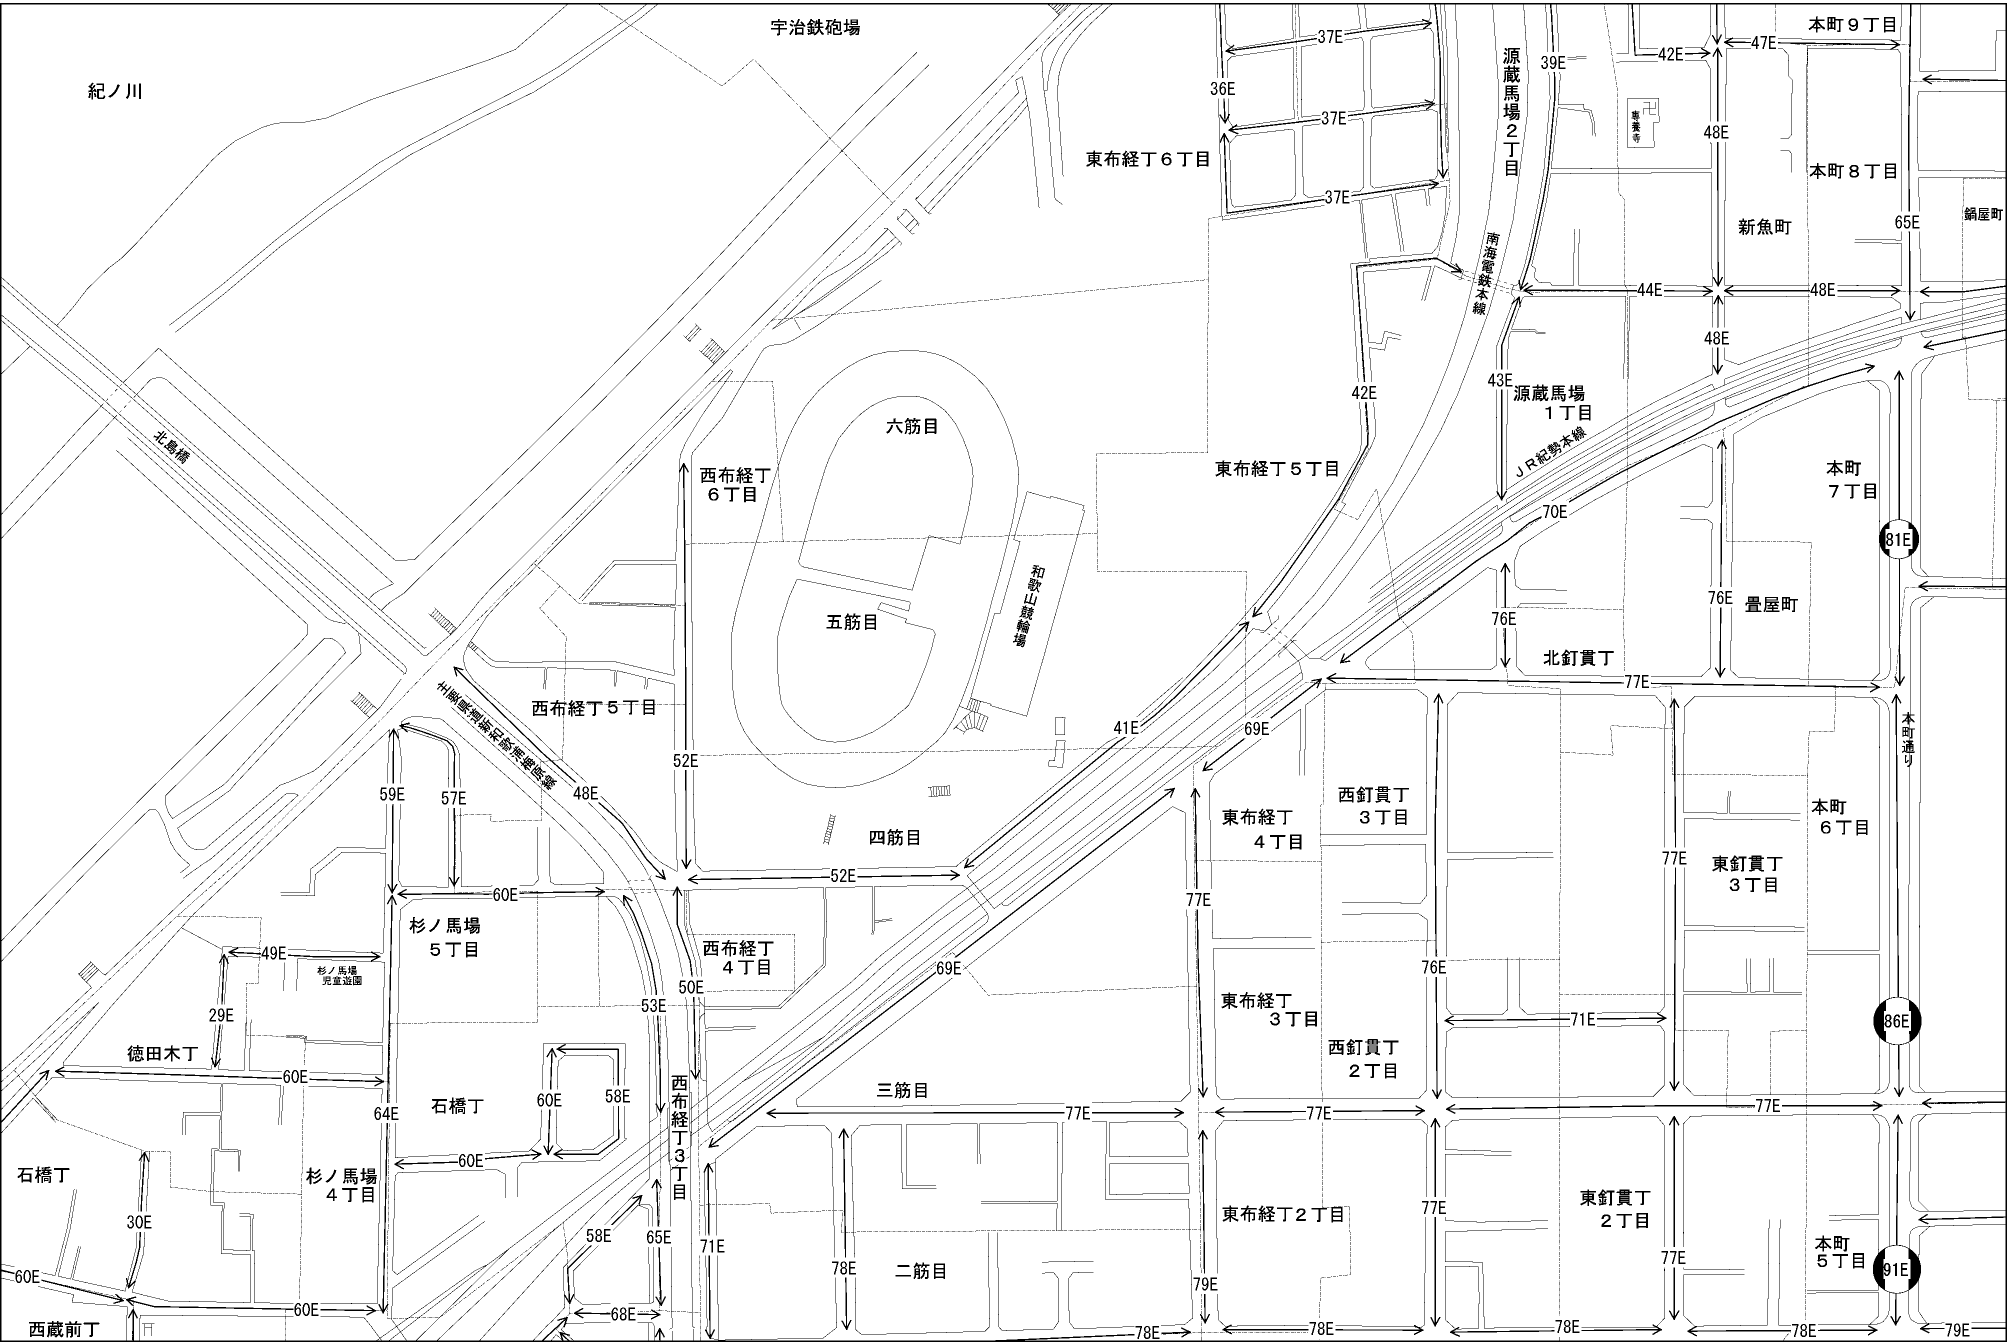 宇治鉄砲場
紀ノ川
37E
36E
37E
37E
東布経丁６丁目
源蔵馬場２丁目
39E
42E
47E
本町９丁目
専養寺
48E
本町８丁目
65E
鍋屋町
新魚町
南海電鉄本線
44E
48E
48E
43E
42E
源蔵馬場
１丁目
ＪＲ紀勢本線
北島橋
六筋目
西布経丁
６丁目
東布経丁５丁目
本町
７丁目
70E
81E
五筋目
和歌山競輪場
76E
76E
畳屋町
北釘貫丁
77E
本町通り
主要県道新和歌浦梅原線
西布経丁５丁目
41E
69E
52E
59E
57E
48E
四筋目
52E
東布経丁
４丁目
西釘貫丁
３丁目
本町
６丁目
77E
東釘貫丁
３丁目
77E
60E
杉ノ馬場
５丁目
49E
杉ノ馬場
児童遊園
西布経丁
４丁目
50E
53E
69E
76E
29E
東布経丁
３丁目
71E
86E
徳田木丁
60E
64E
石橋丁
60E
58E
西布経丁３丁目
三筋目
77E
77E
77E
西釘貫丁
２丁目
60E
石橋丁
杉ノ馬場
４丁目
30E
58E
65E
71E
78E
東布経丁２丁目
77E
東釘貫丁
２丁目
77E
本町
５丁目
91E
二筋目
79E
60E
60E
68E
西蔵前丁
78E
78E
78E
78E
79E